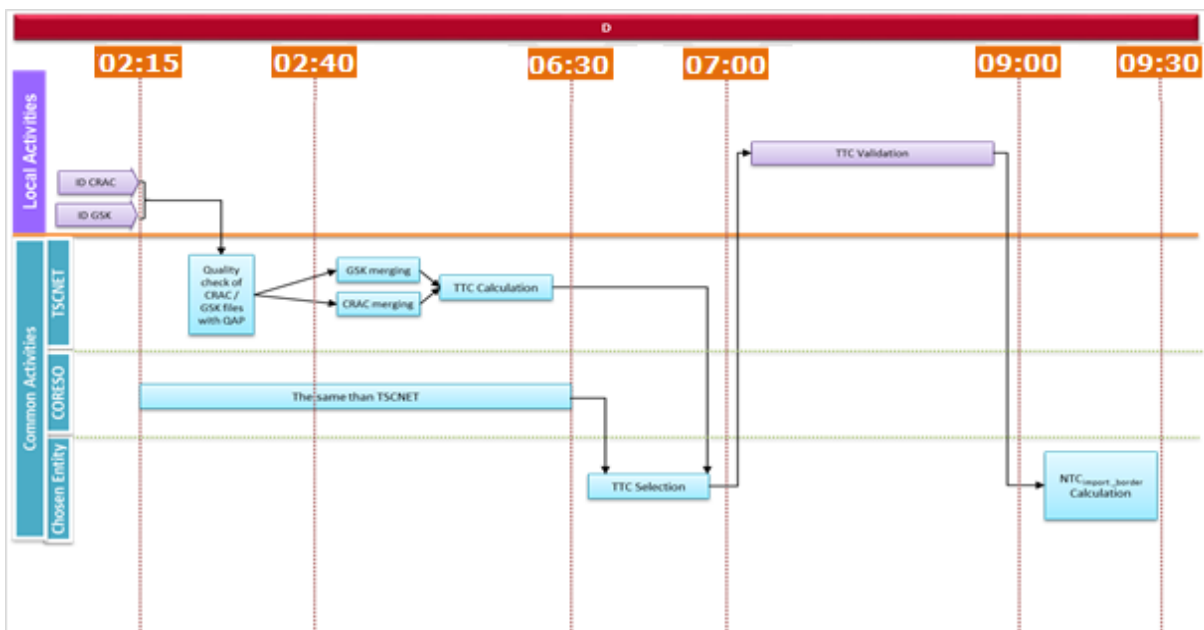 D
02:15
02:40
06:30
07:00
09:00
09:30
Local Activities
TTC Validation
ID CRAC
ID GSK
Common Activities
TSCNET
Quality
check of
CRAC /
GSK files
with QAP
GSK merging
CRAC merging
TTC Calculation
CORESO
The same than TSCNET
Chosen Entity
TTC Selection
NTCimport_border
Calculation